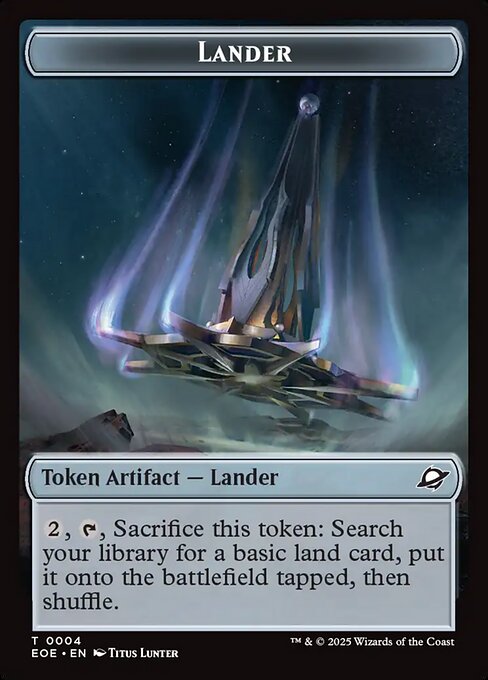 Lander
Token Artifact — Lander
2, T, Sacrifice this token: Search
your library for a basic land card, put
it onto the battlefield tapped, then
shuffle.
T 0004
EOE • EN Titus Lunter
™ & © 2025 Wizards of the Coast